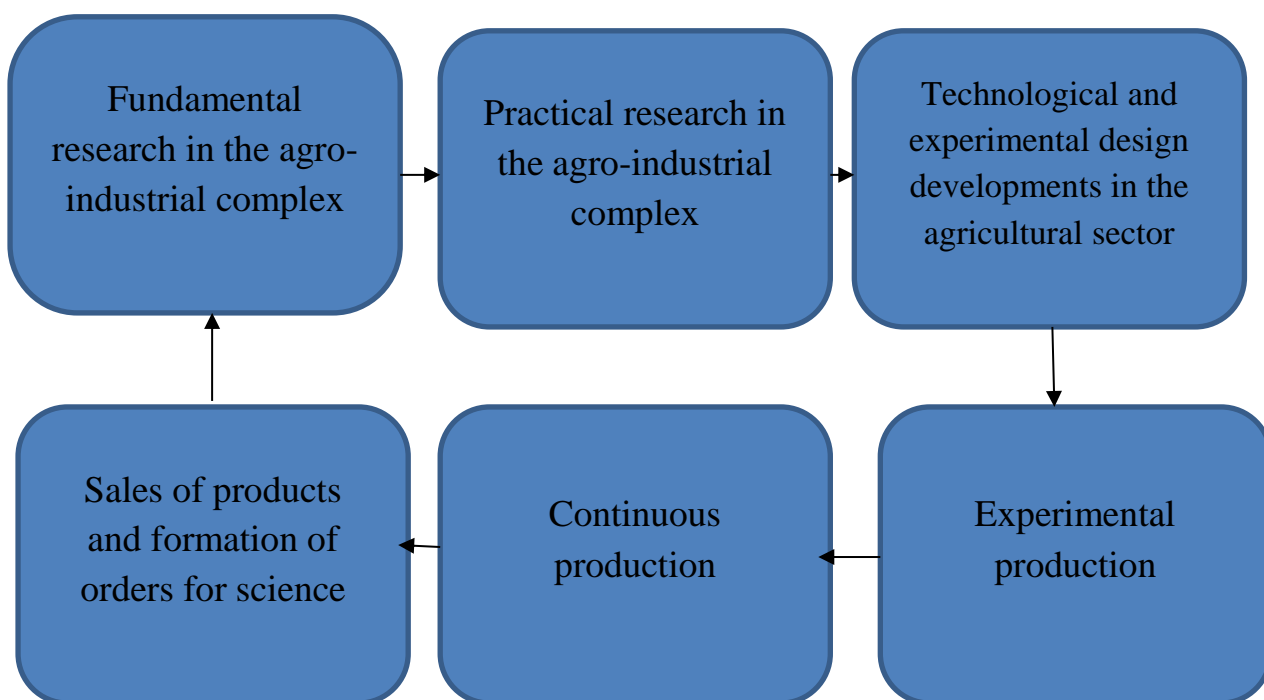 Fundamental
research in the agro-
industrial complex
Practical research in
the agro-industrial
complex
Technological and
experimental design
developments in the
agricultural sector
Sales of products
and formation of
orders for science
Continuous
production
Experimental
production